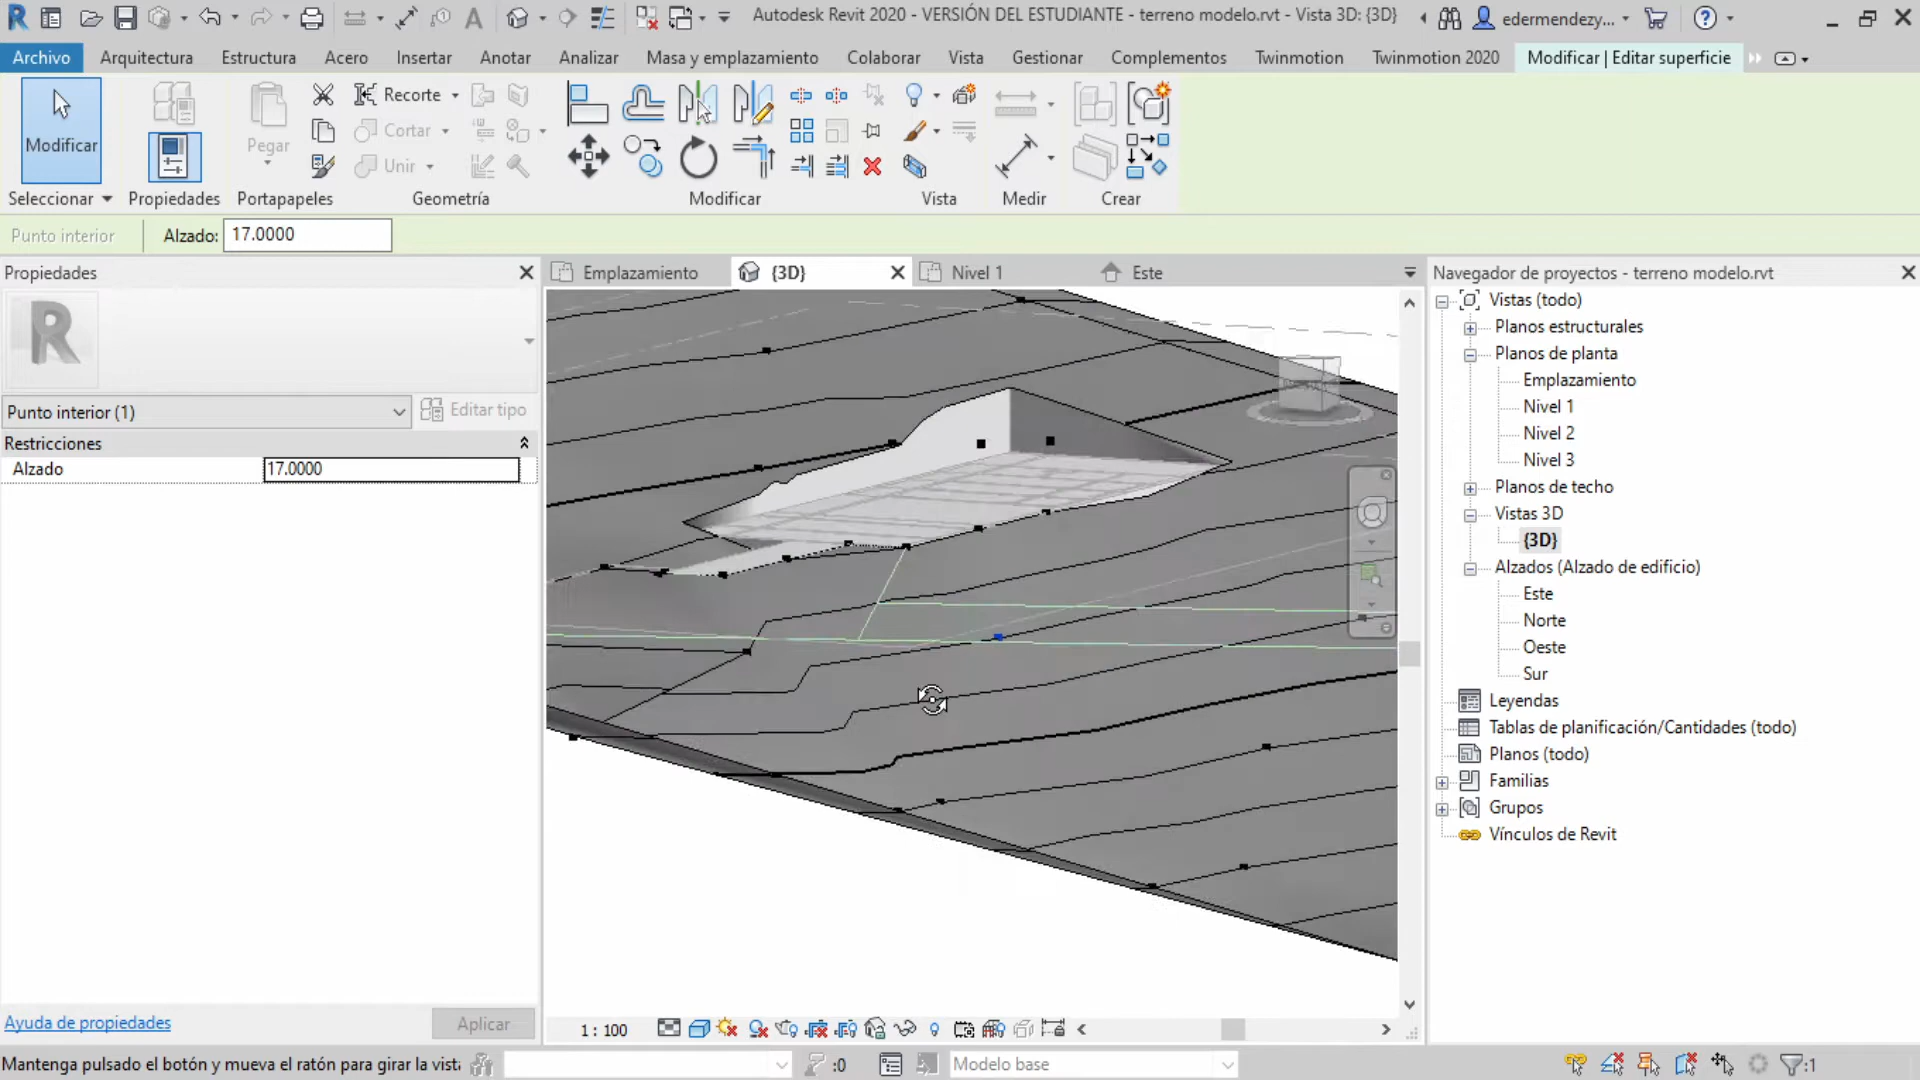 Autodesk Revit 2020 - VERSIÓN DEL ESTUDIANTE - terreno modelo.rvt - Vista 3D: {3D}
edermendezy...
Archivo
Arquitectura
Estructura
Acero
Insertar
Anotar
Analizar
Masa y emplazamiento
Colaborar
Vista
Gestionar
Complementos
Twinmotion
Twinmotion 2020
Modificar | Editar superficie
Modificar
Pegar
Recorte
Cortar
Unir
Seleccionar
Propiedades
Portapapeles
Geometría
Modificar
Vista
Medir
Crear
Punto interior
Alzado: 17.0000
Propiedades
Punto interior (1)
Editar tipo
Restricciones
Alzado 17.0000
Ayuda de propiedades
Aplicar
Emplazamiento
{3D}
Nivel 1
Este
1 : 100
Navegador de proyectos - terreno modelo.rvt
Vistas (todo)
Planos estructurales
Planos de planta
Emplazamiento
Nivel 1
Nivel 2
Nivel 3
Planos de techo
Vistas 3D
{3D}
Alzados (Alzado de edificio)
Este
Norte
Oeste
Sur
Leyendas
Tablas de planificación/Cantidades (todo)
Planos (todo)
Familias
Grupos
Vínculos de Revit
Mantenga pulsado el botón y mueva el ratón para girar la vista
:0
Modelo base
:1